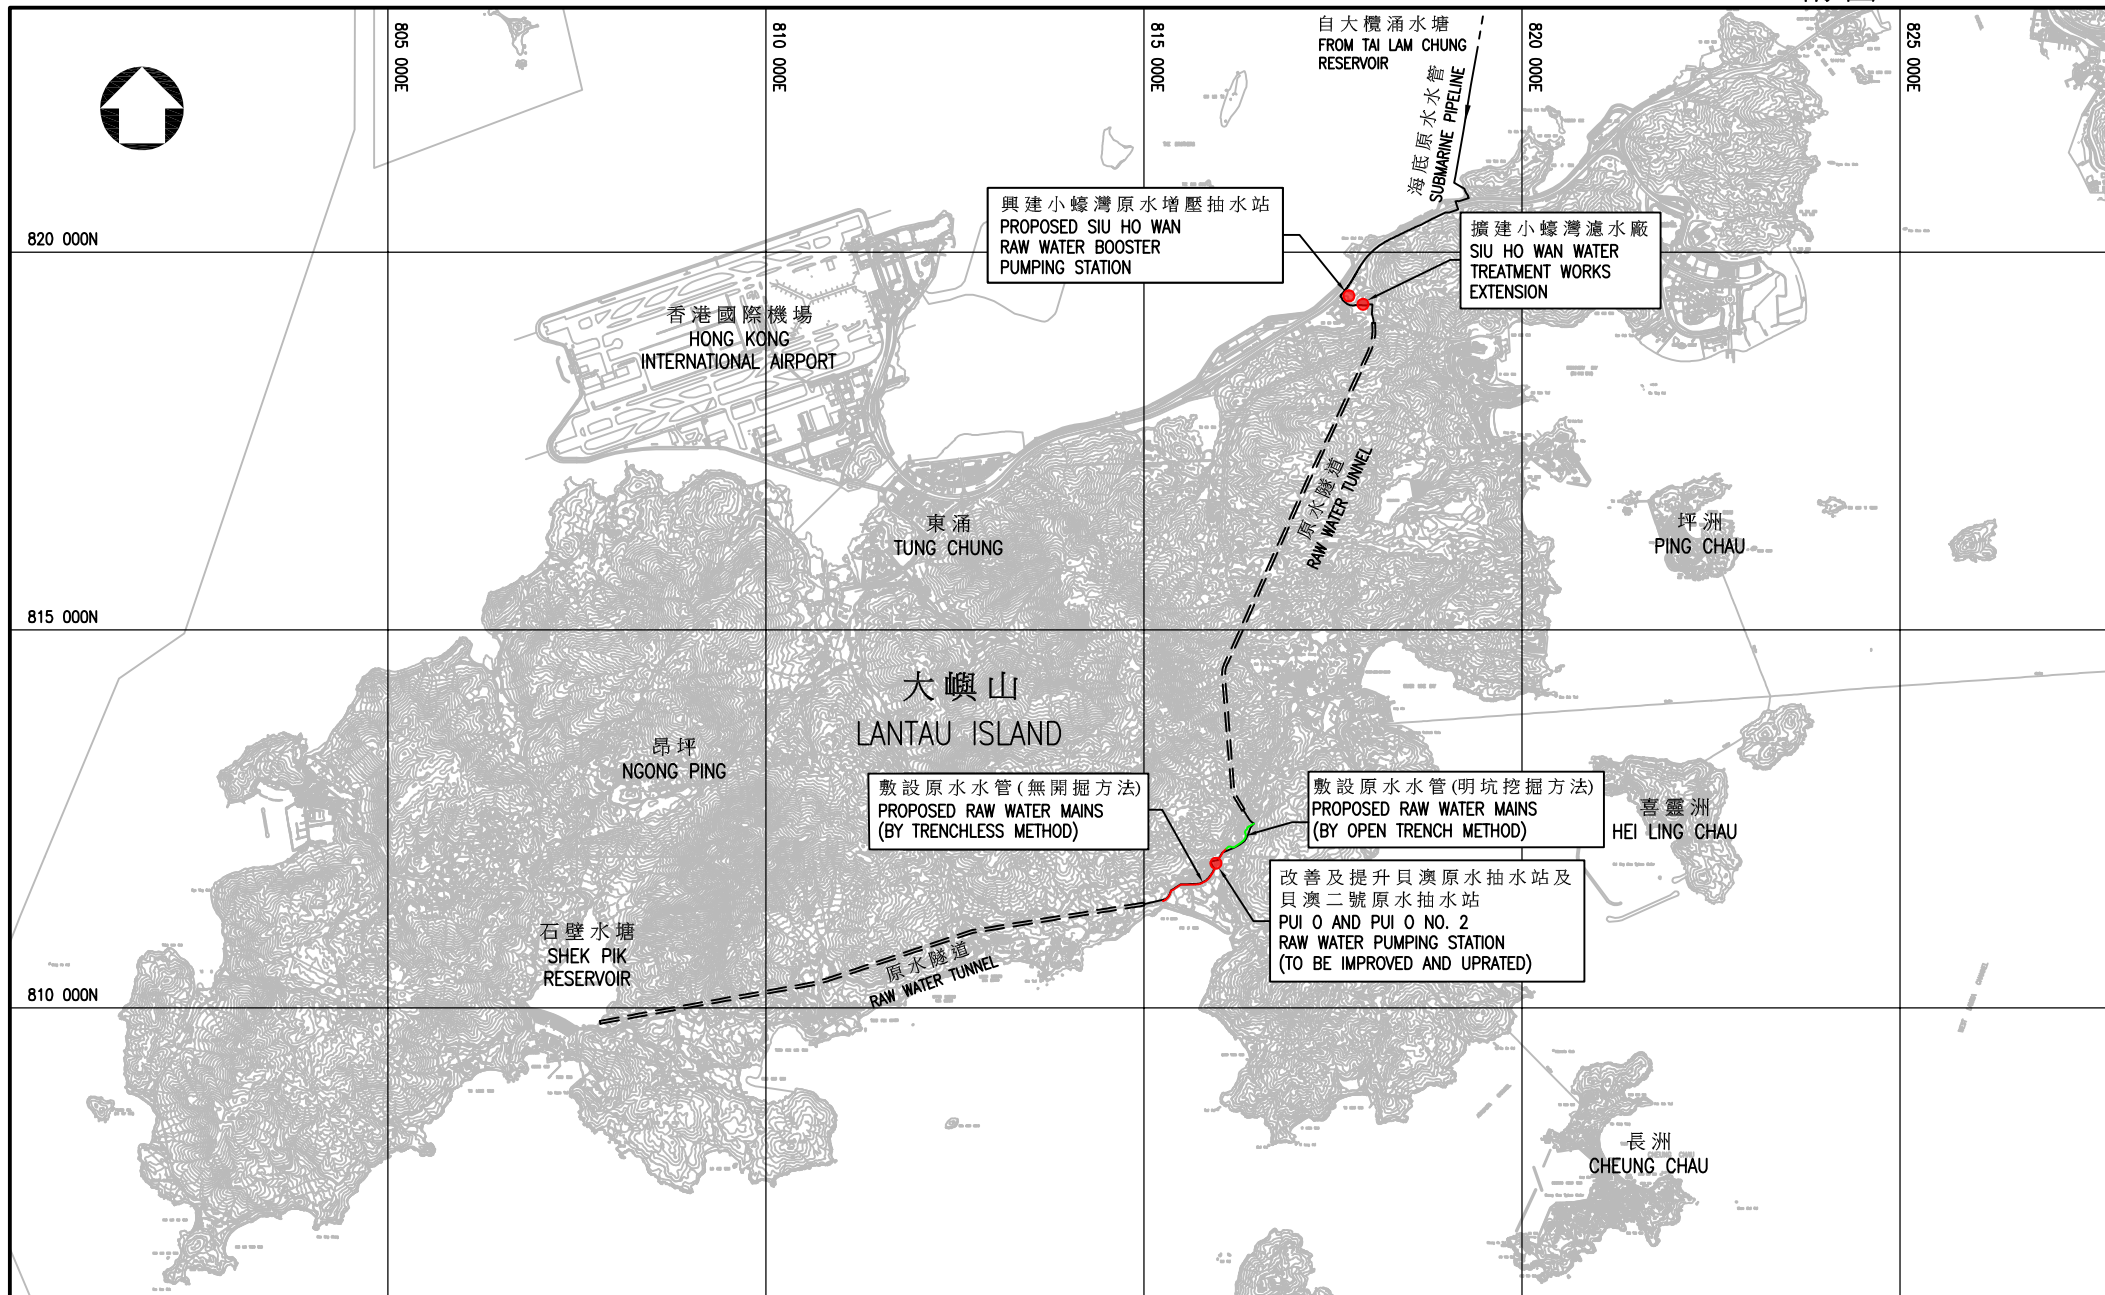 805 000E
810 000E
815 000E
820 000E
825 000E
自大欖涌水塘
FROM TAI LAM CHUNG
RESERVOIR
海底原水水管
SUBMARINE PIPELINE
興建小蠔灣原水增壓抽水站
PROPOSED SIU HO WAN
RAW WATER BOOSTER
PUMPING STATION
擴建小蠔灣濾水廠
SIU HO WAN WATER
TREATMENT WORKS
EXTENSION
820 000N
香港國際機場
HONG KONG
INTERNATIONAL AIRPORT
原水隧道
RAW WATER TUNNEL
東涌
TUNG CHUNG
坪洲
PING CHAU
815 000N
大嶼山
LANTAU ISLAND
昂坪
NGONG PING
敷設原水水管(無開掘方法)
PROPOSED RAW WATER MAINS
(BY TRENCHLESS METHOD)
敷設原水水管(明坑挖掘方法)
PROPOSED RAW WATER MAINS
(BY OPEN TRENCH METHOD)
喜靈洲
HEI LING CHAU
改善及提升貝澳原水抽水站及
貝澳二號原水抽水站
PUI O AND PUI O NO. 2
RAW WATER PUMPING STATION
(TO BE IMPROVED AND UPRATED)
石壁水塘
SHEK PIK
RESERVOIR
原水隧道
RAW WATER TUNNEL
810 000N
長洲
CHEUNG CHAU